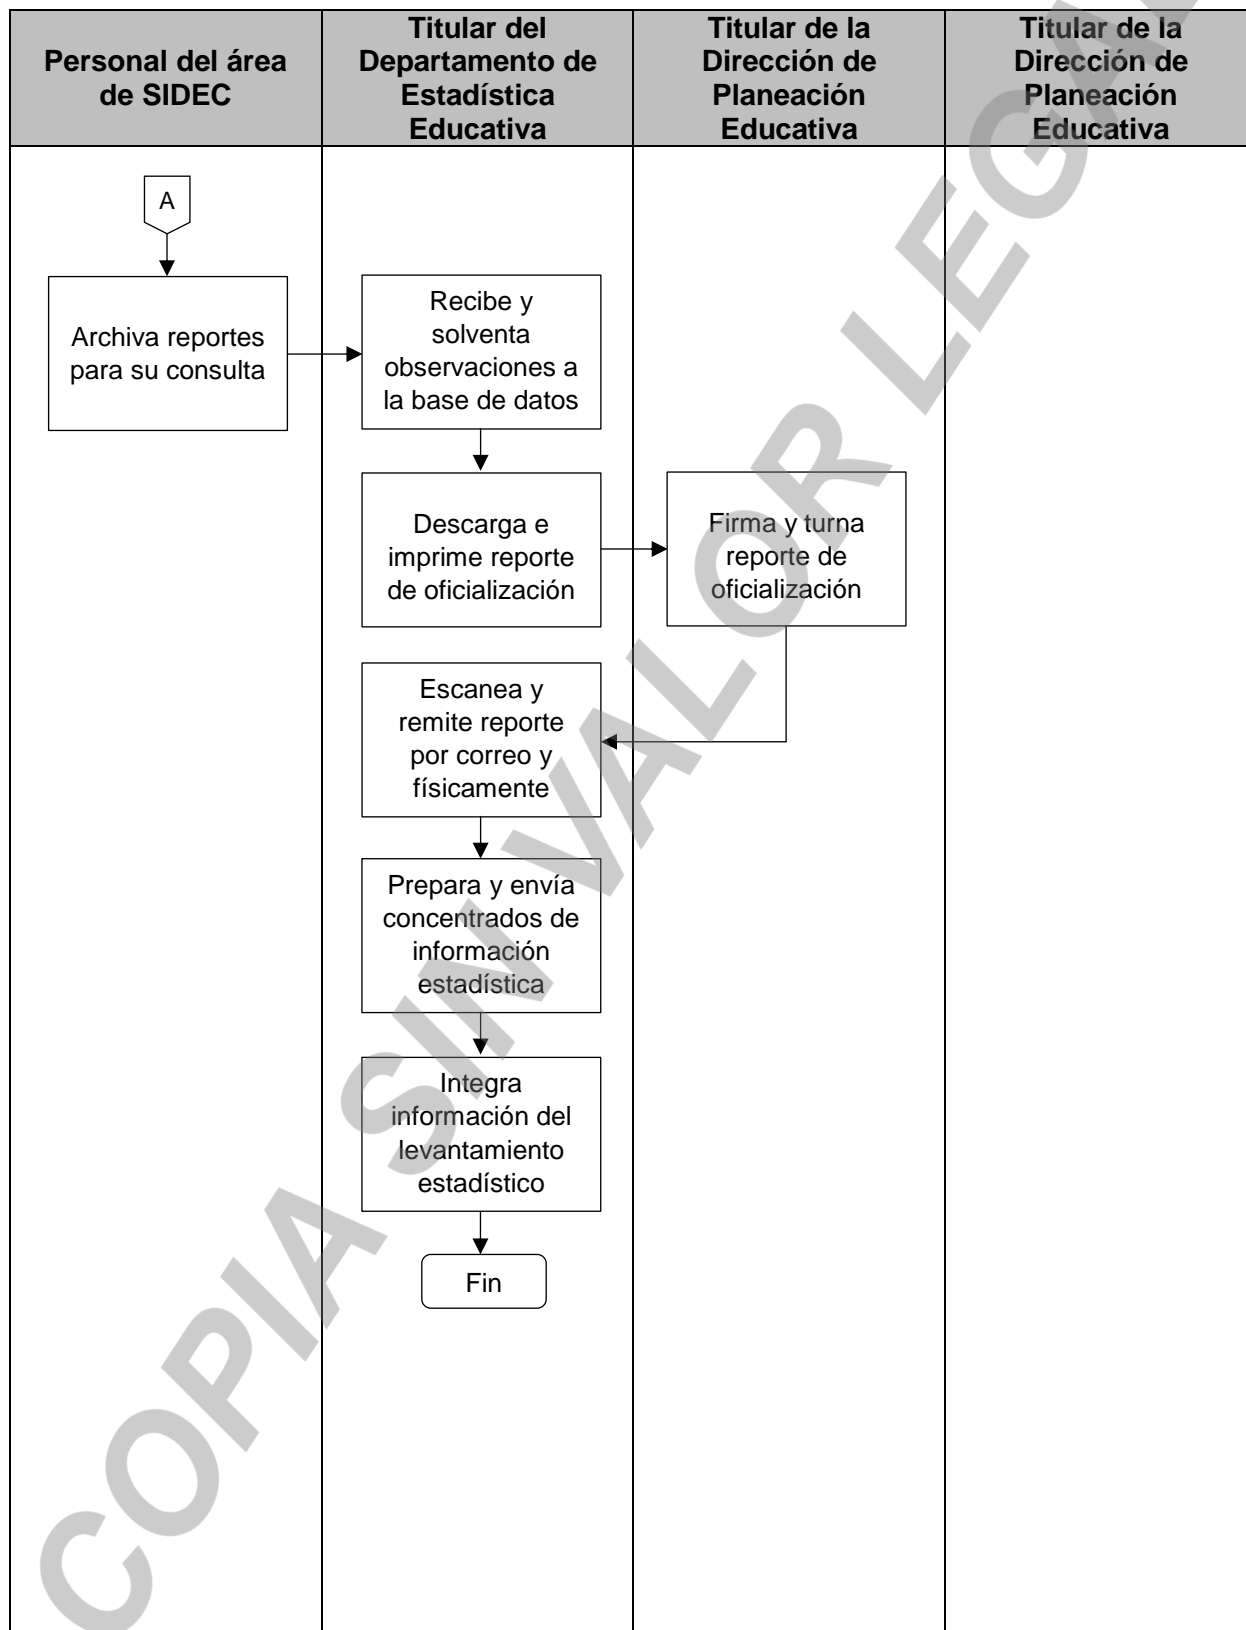 Personal del área
de SIDEC
Titular del
Departamento de
Estadística
Educativa
Titular de la
Dirección de
Planeación
Educativa
Titular de la
Dirección de
Planeación
Educativa
A
Archiva reportes
para su consulta
Recibe y
solventa
observaciones a
la base de datos
Descarga e
imprime reporte
de oficialización
Firma y turna
reporte de
oficialización
Escanea y
remite reporte
por correo y
físicamente
Prepara y envía
concentrados de
información
estadística
Integra
información del
levantamiento
estadístico
Fin
COPIA SIN VALOR LEGAL